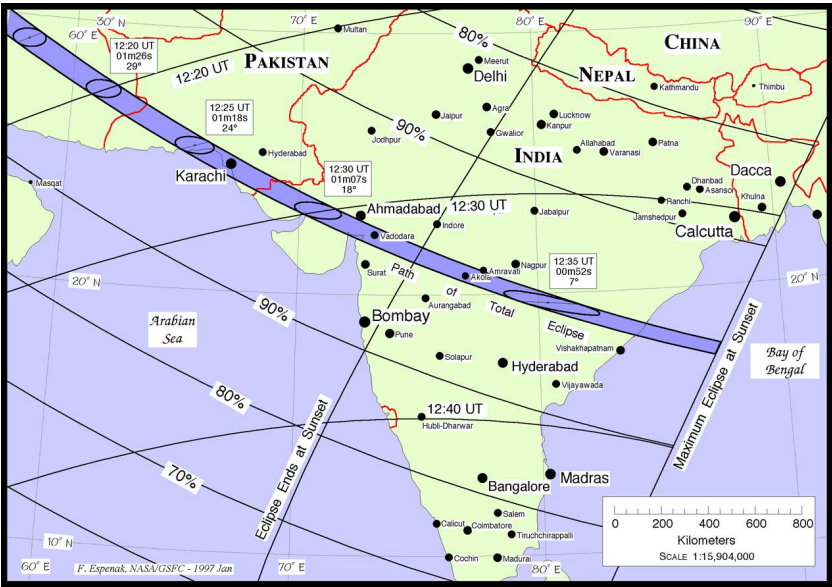 30° N
60° E
70° E
80° E
90° E
80%
CHINA
12:20 UT
01m26s
29°
Multan
12:20 UT
PAKISTAN
Meerut
Delhi
NEPAL
Kathmandu
Thimbu
12:25 UT
01m18s
24°
Jaipur
Agra
Lucknow
Kanpur
Jodhpur
90%
Gwalior
Hyderabad
INDIA
Allahabad
Varanasi
Patna
Karachi
Masqat
12:30 UT
01m07s
18°
Dhanbad
Asansol
Dacca
Ranchi
Khulna
Ahmadabad
12:30 UT
Jabalpur
Jamshedpur
Indore
Calcutta
Vadodara
Surat
Path
of
Total
Eclipse
Akola
Amravati
Nagpur
12:35 UT
00m52s
7°
20° N
20° N
90%
Aurangabad
Arabian
Sea
Bombay
Pune
Vishakhapatnam
Bay of
Bengal
Solapur
Hyderabad
Vijayawada
Maximum Eclipse at Sunset
80%
12:40 UT
Hubli-Dharwar
Eclipse Ends at Sunset
70%
Bangalore
Madras
Salem
Calicut
Coimbatore
Tiruchchirappalli
0 200 400 600 800
Kilometers
SCALE 1:15,904,000
10° N
Cochin
Madurai
60° E
F. Espenak, NASA/GSFC - 1997 Jan
70° E
80° E